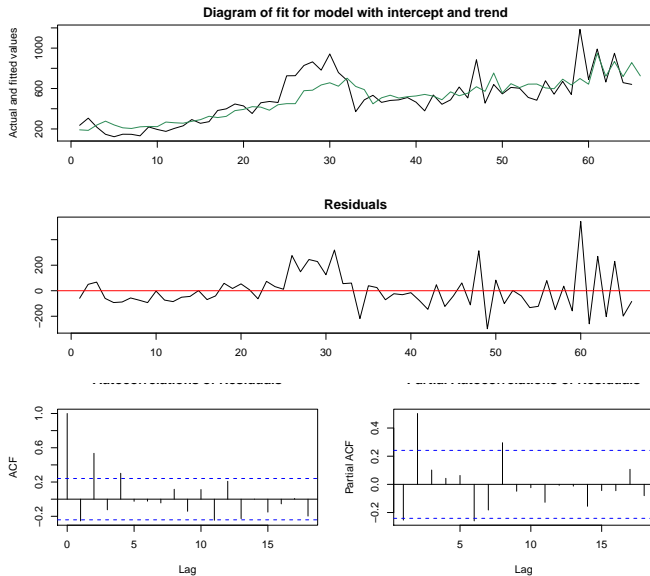 Diagram of fit for model with intercept and trend
Actual and fitted values
200
600
1000
0 10 20 30 40 50 60
Residuals
−200
0
200
0 10 20 30 40 50 60
ACF
−0.2
0.2
0.6
1.0
0 5 10 15
Lag
Partial ACF
−0.2
0.0
0.2
0.4
5 10 15
Lag